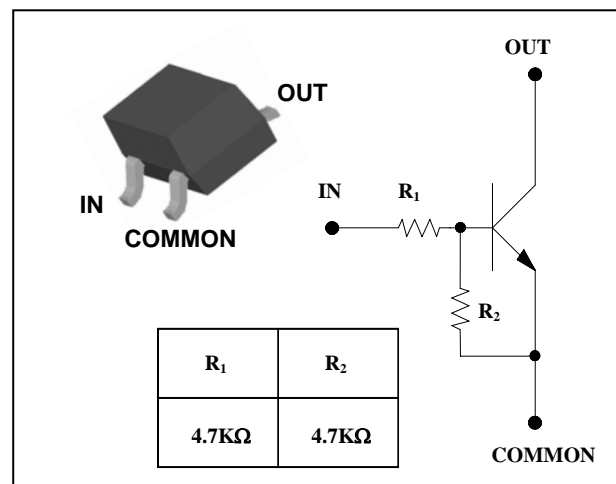 OUT
IN
COMMON
OUT
IN
R₁
R₂
R₁ R₂
4.7KΩ 4.7KΩ
COMMON